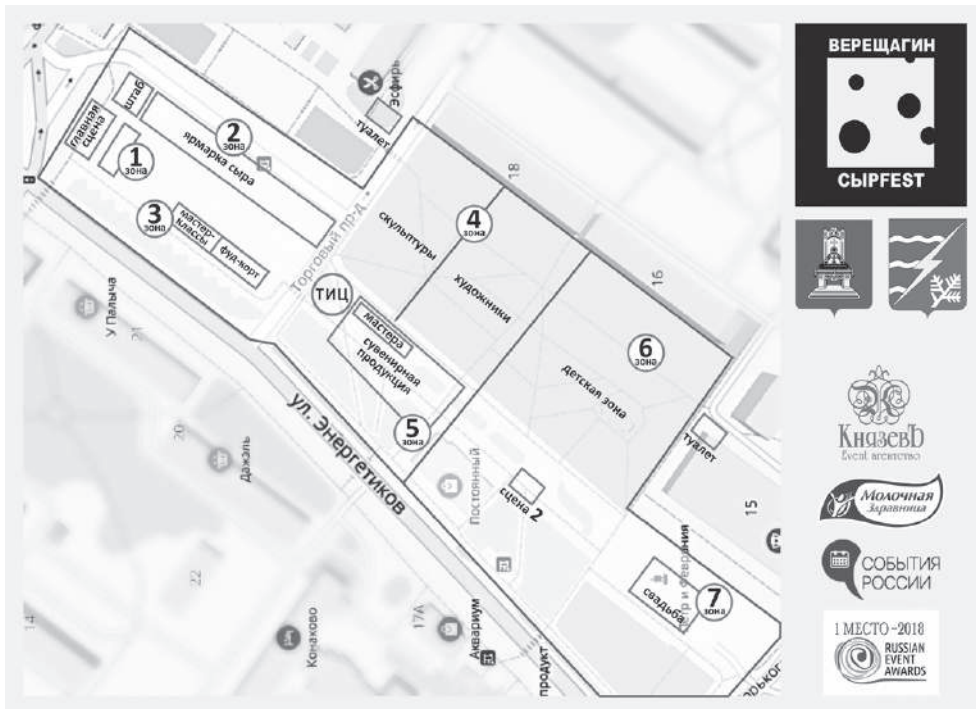 главная
сцена
штаб
1
зона
2
зона
ярмарка сыра
3
зона
мастер-
классы
фуд-корт
Эсфирь
туалет
Торговый пр-д
18
4
зона
скульптуры
художники
16
ТИЦ
мастера
сувенирная
продукция
5
зона
6
зона
детская зона
туалет
15
ул. Энергетиков
У Палыча
21
20
Дажэль
22
14
Конаково
17А
Аквариум
Постоянный
сцена 2
продукт
свадьба
7
зона
ВЕРЕЩАГИН
СЫРFEST
КнязевЪ
Event агентство
Молочная
Здравница
СОБЫТИЯ
РОССИИ
1 МЕСТО-2018
RUSSIAN
EVENT
AWARDS